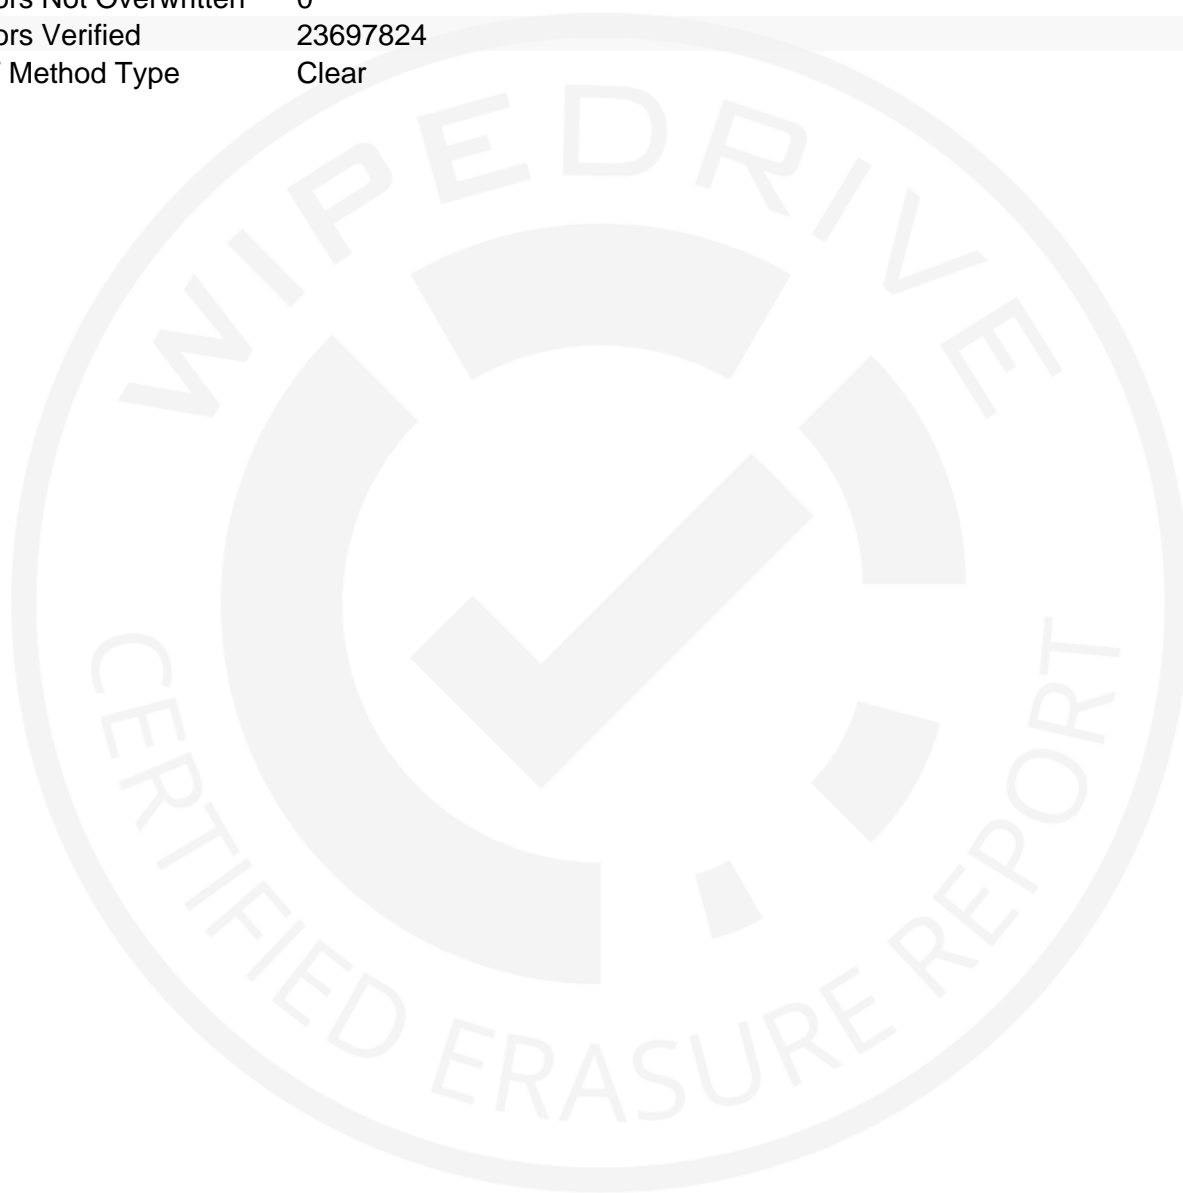 ors Not Overwritten 0
ors Verified 23697824
Method Type Clear
WIPEDRIVE
CERTIFIED ERASURE REPORT